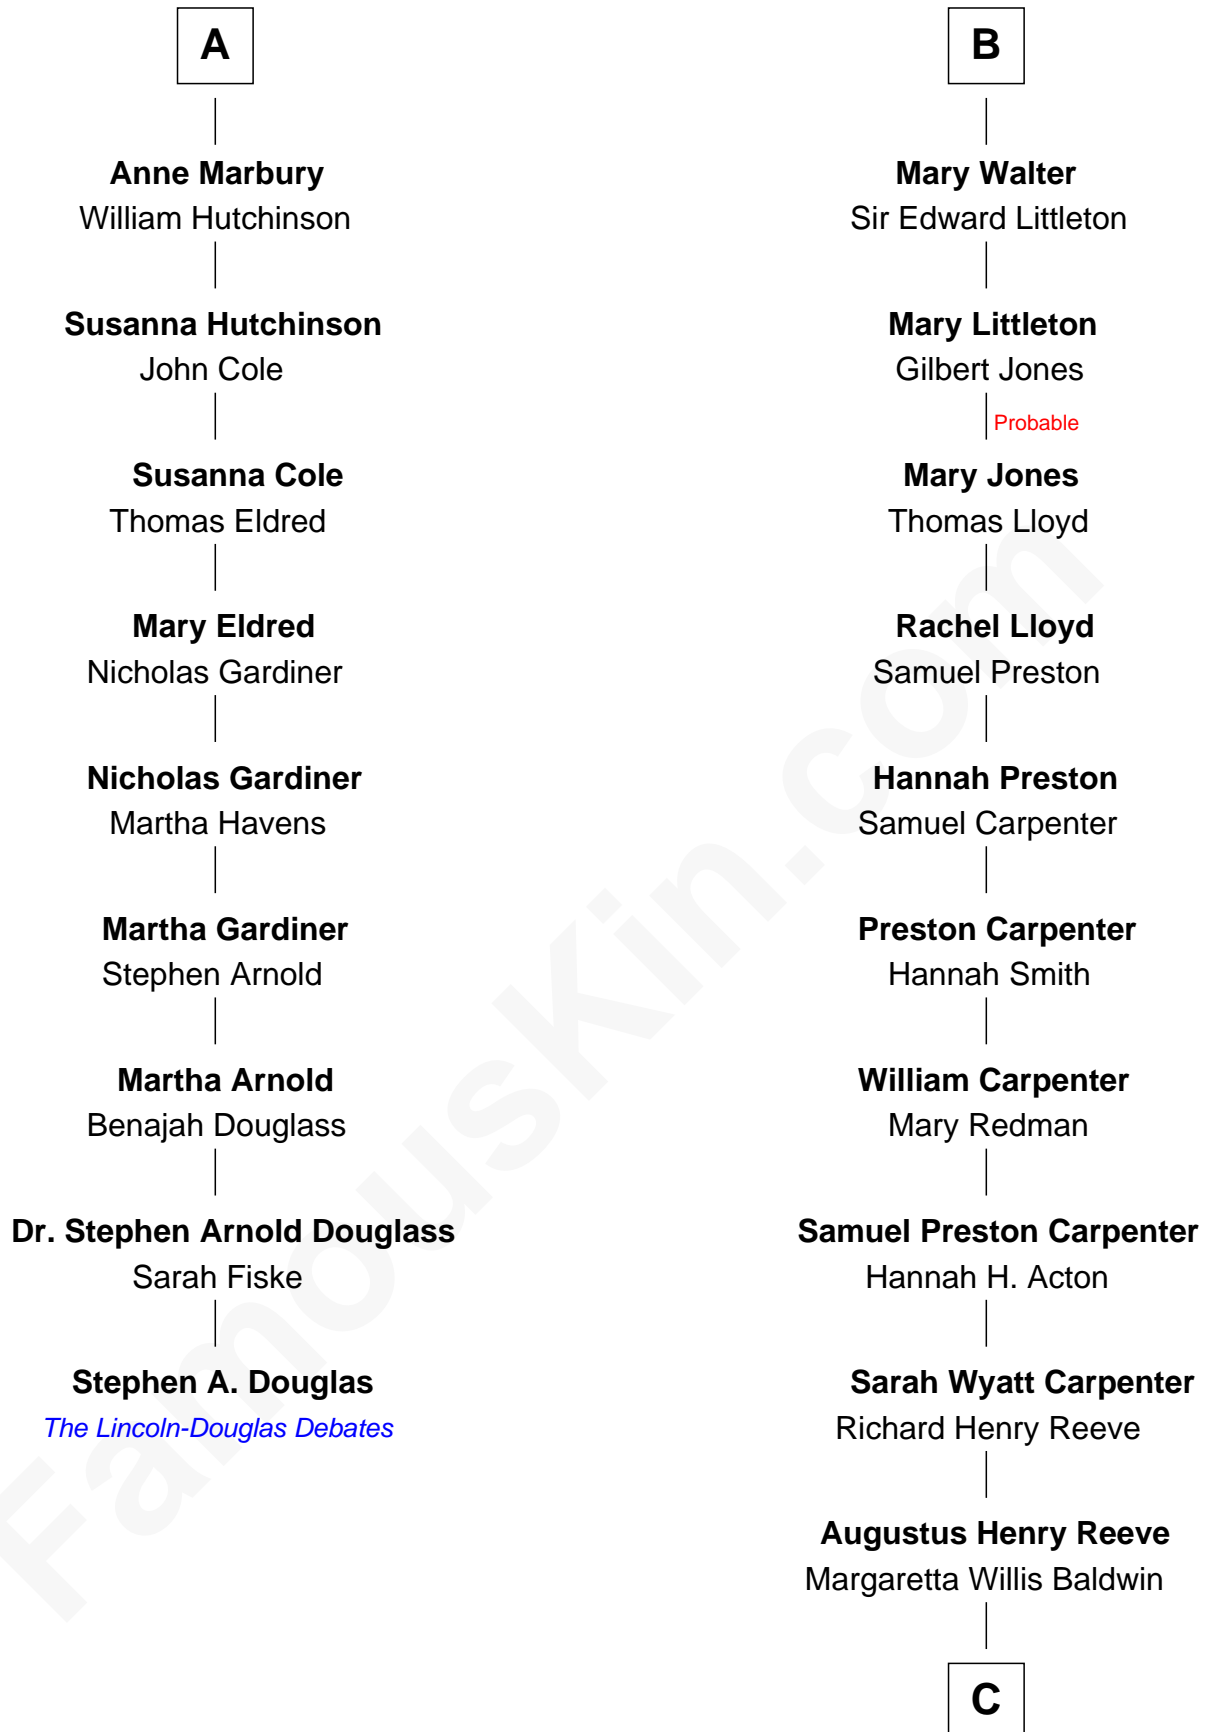 A
Anne Marbury
William Hutchinson
Susanna Hutchinson
John Cole
Susanna Cole
Thomas Eldred
Mary Eldred
Nicholas Gardiner
Nicholas Gardiner
Martha Havens
Martha Gardiner
Stephen Arnold
Martha Arnold
Benajah Douglass
Dr. Stephen Arnold Douglass
Sarah Fiske
Stephen A. Douglas
The Lincoln-Douglas Debates
B
Mary Walter
Sir Edward Littleton
Mary Littleton
Gilbert Jones
Probable
Mary Jones
Thomas Lloyd
Rachel Lloyd
Samuel Preston
Hannah Preston
Samuel Carpenter
Preston Carpenter
Hannah Smith
William Carpenter
Mary Redman
Samuel Preston Carpenter
Hannah H. Acton
Sarah Wyatt Carpenter
Richard Henry Reeve
Augustus Henry Reeve
Margaretta Willis Baldwin
C
FamousKin.com